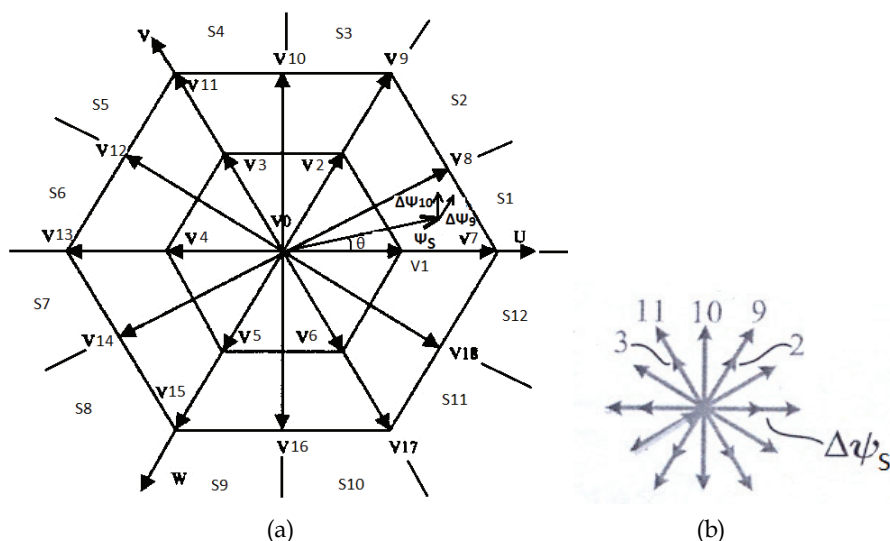 S4 S3
V V10 V9
V11
S5 S2
V12 V8
V3 V2
S6 ΔΨ10 S1
V0 ΔΨ9
Ψs
V13 V4 θ V7 U
V1
S7 S12
11 10 9
V5 V6 3 2
V14 V18
V15 S11
S8 Δψs
V16 V17
W S9 S10
(a) (b)